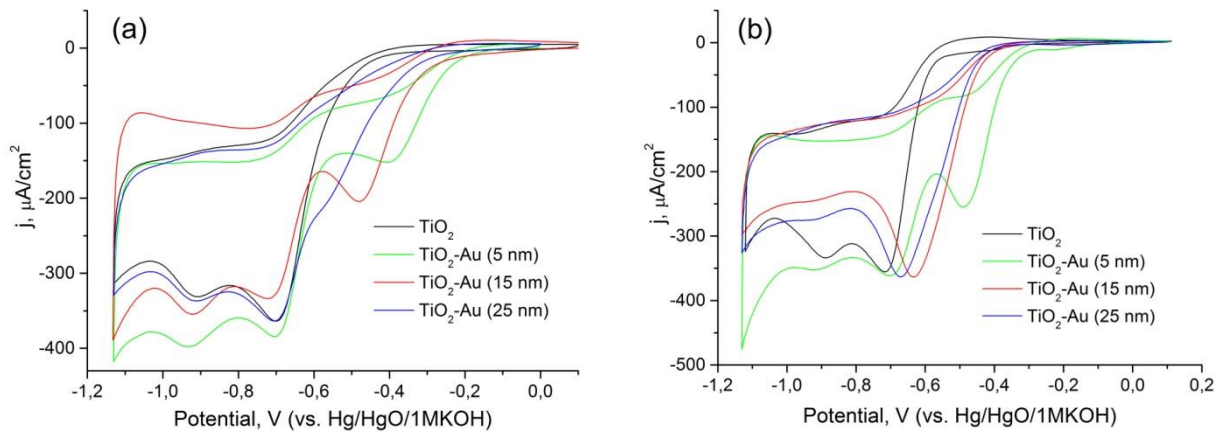 (a)
0
-100
-200
-300
-400
j, μA/cm²
TiO₂
TiO₂-Au (5 nm)
TiO₂-Au (15 nm)
TiO₂-Au (25 nm)
-1,2 -1,0 -0,8 -0,6 -0,4 -0,2 0,0
Potential, V (vs. Hg/HgO/1MKOH)
(b)
0
-100
-200
-300
-400
-500
j, μA/cm²
TiO₂
TiO₂-Au (5 nm)
TiO₂-Au (15 nm)
TiO₂-Au (25 nm)
-1,2 -1,0 -0,8 -0,6 -0,4 -0,2 0,0 0,2
Potential, V (vs. Hg/HgO/1MKOH)